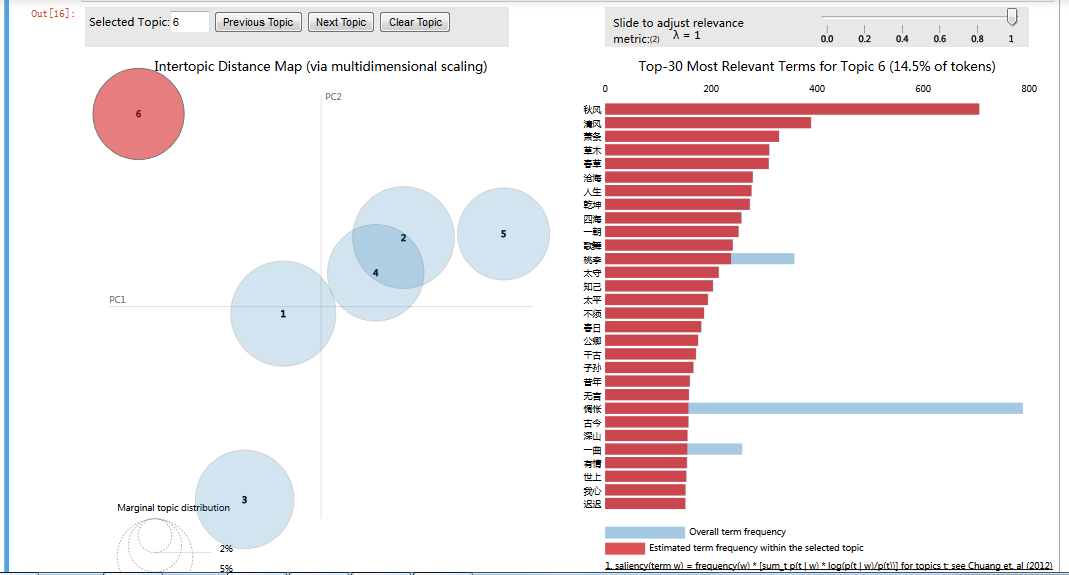 Out[16]:
Selected Topic: 6 Previous Topic Next Topic Clear Topic
Slide to adjust relevance
metric:(2) λ = 1
0.0 0.2 0.4 0.6 0.8 1
Intertopic Distance Map (via multidimensional scaling)
PC2
PC1
6
2
5
4
1
3
Marginal topic distribution
2%
5%
Top-30 Most Relevant Terms for Topic 6 (14.5% of tokens)
0 200 400 600 800
秋风
清风
萧条
草木
春草
沧海
人生
乾坤
四海
一朝
歌舞
桃李
太守
知己
太平
不须
春日
公卿
千古
子孙
昔年
无言
惆怅
古今
深山
一曲
有情
世上
我心
迟迟
Overall term frequency
Estimated term frequency within the selected topic
1. saliency(term w) = frequency(w) * [sum_t p(t | w) * log(p(t | w)/p(t))] for topics t; see Chuang et. al (2012)